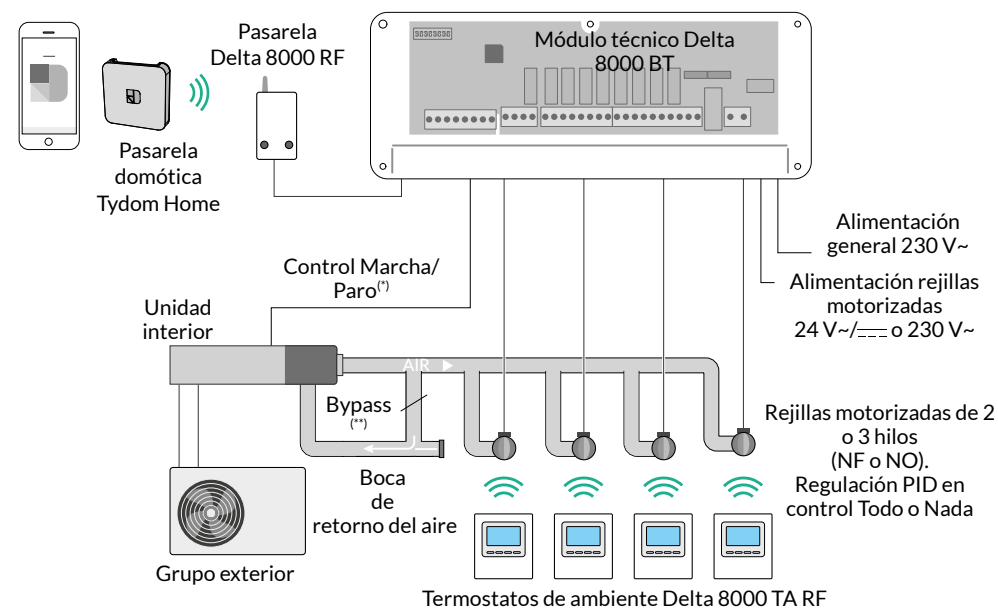 Pasarela
Delta 8000 RF
Módulo técnico Delta
8000 BT
Pasarela
domótica
Tydom Home
Alimentación
general 230 V~
Control Marcha/
Paro(*)
Alimentación rejillas
motorizadas
24 V~/⎓ o 230 V~
Unidad
interior
AIR
Bypass
(**)
Rejillas motorizadas de 2
o 3 hilos
(NF o NO).
Regulación PID en
control Todo o Nada
Boca
de
retorno del aire
Grupo exterior
Termostatos de ambiente Delta 8000 TA RF